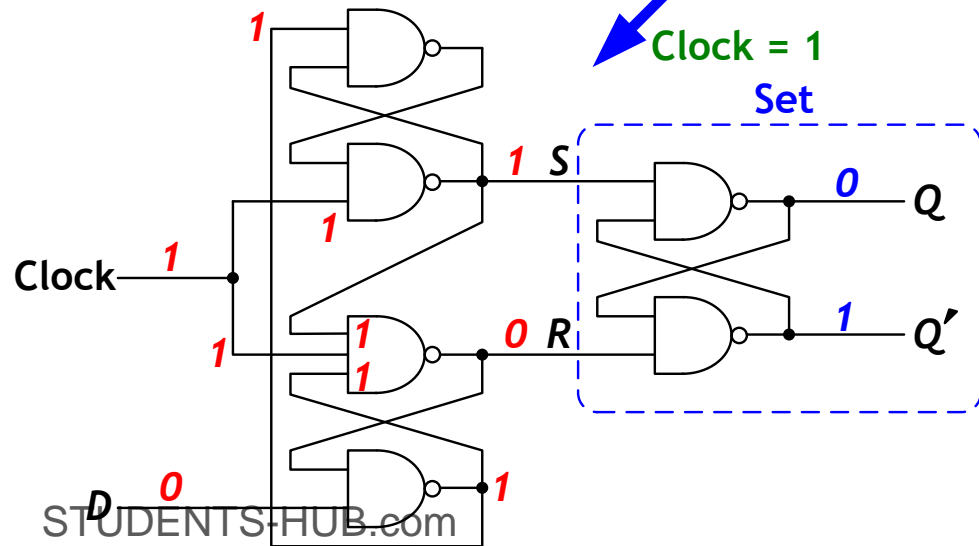 1
Clock = 1
Set
1 S
0
Q
1
Clock
1
1
1
1
1
0 R
1
Q′
D
0
1
STUDENTS-HUB.com